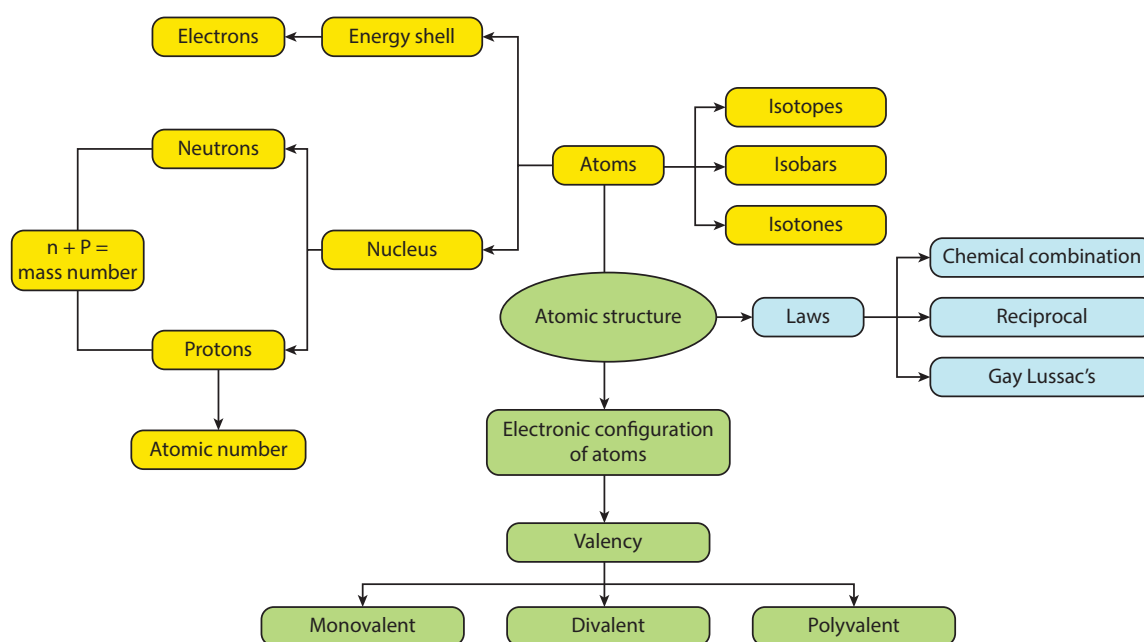 Electrons
Energy shell
Isotopes
Neutrons
Atoms
Isobars
Isotones
n + P =
mass number
Nucleus
Chemical combination
Atomic structure
Laws
Reciprocal
Protons
Gay Lussac’s
Electronic configuration
of atoms
Atomic number
Valency
Monovalent
Divalent
Polyvalent